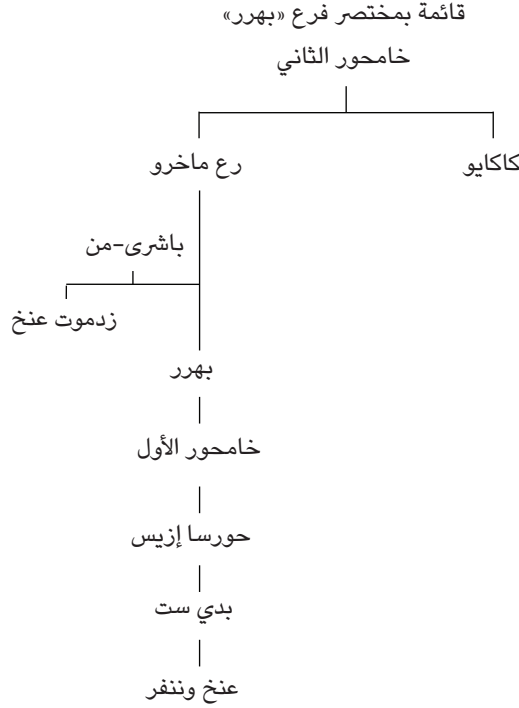 قائمة بمختصر فرع «بهرر»
خامحور الثاني
رع ماخرو
كاكايو
باشرى–من
زدموت عنخ
بهرر
خامحور الأول
حورسا إزيس
بدي ست
عنخ وننفر